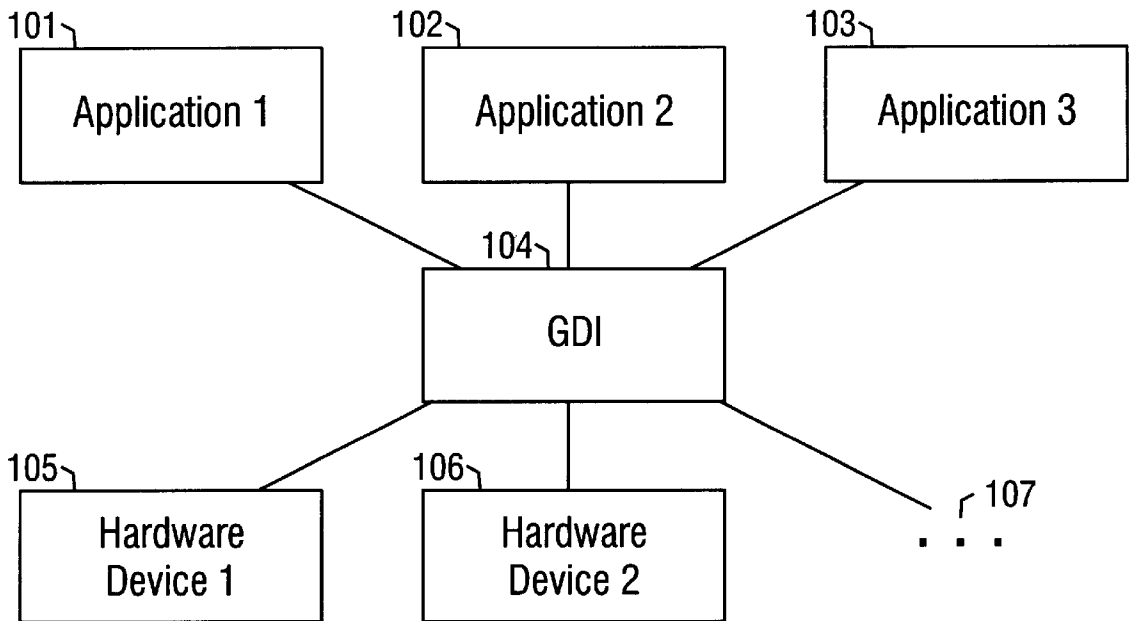 101
102
103
Application 1
Application 2
Application 3
104
GDI
105
106
107
Hardware
Device 1
Hardware
Device 2
. . .